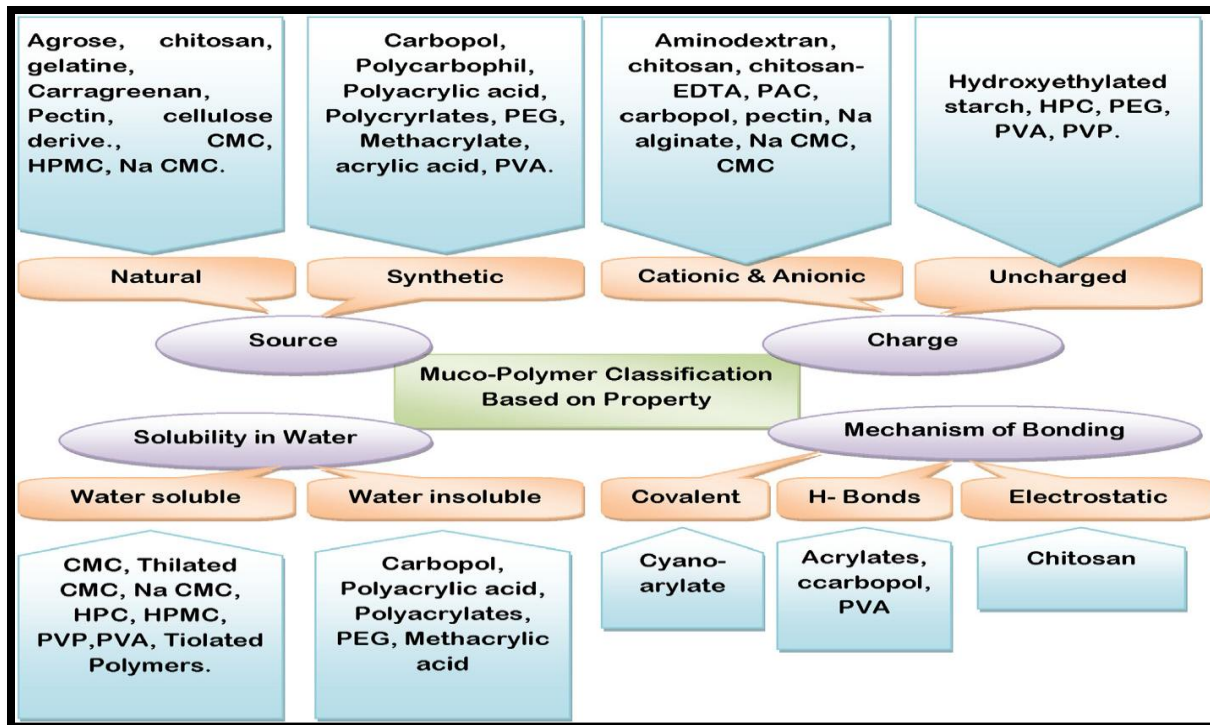 Agrose, chitosan,
gelatine,
Carragreenan,
Pectin, cellulose
derive., CMC,
HPMC, Na CMC.
Carbopol,
Polycarbophil,
Polyacrylic acid,
Polycryrlates, PEG,
Methacrylate,
acrylic acid, PVA.
Aminodextran,
chitosan, chitosan-
EDTA, PAC,
carbopol, pectin, Na
alginate, Na CMC,
CMC
Hydroxyethylated
starch, HPC, PEG,
PVA, PVP.
Natural
Synthetic
Cationic & Anionic
Uncharged
Source
Charge
Muco-Polymer Classification
Based on Property
Solubility in Water
Mechanism of Bonding
Water soluble
Water insoluble
Covalent
H- Bonds
Electrostatic
CMC, Thilated
CMC, Na CMC,
HPC, HPMC,
PVP,PVA, Tiolated
Polymers.
Carbopol,
Polyacrylic acid,
Polyacrylates,
PEG, Methacrylic
acid
Cyano-
arylate
Acrylates,
ccarbopol,
PVA
Chitosan